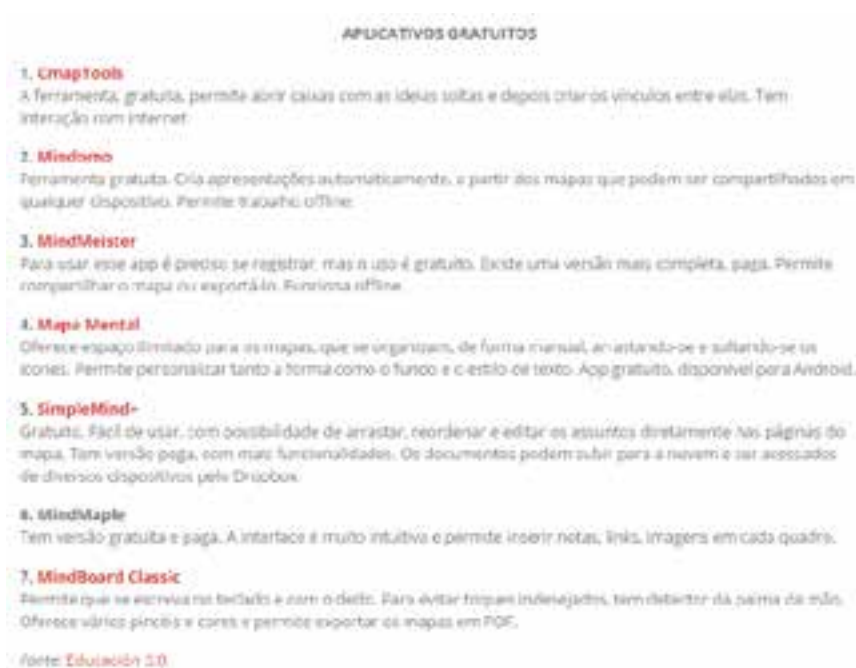 APLICATIVOS GRATUITOS
1. CmapTools
A ferramenta, gratuita, permite abrir caixas com as ideias soltas e depois criar os vínculos entre elas. Tem
interação com internet.
2. Mindomo
Ferramenta gratuita. Cria apresentações automaticamente, a partir dos mapas que podem ser compartilhados em
qualquer dispositivo. Permite trabalho offline.
3. MindMeister
Para usar esse app é preciso se registrar, mas o uso é gratuito. Existe uma versão mais completa, paga. Permite
compartilhar o mapa ou exportá-lo. Funciona offline.
4. Mapa Mental
Oferece espaço ilimitado para os mapas, que se organizam, de forma manual, arrastando-se e soltando-se os
ícones. Permite personalizar tanto a forma como o fundo e o estilo de texto. App gratuito, disponível para Android.
5. SimpleMind+
Gratuito. Fácil de usar, com possibilidade de arrastar, reordenar e editar os assuntos diretamente nas páginas do
mapa. Tem versão paga, com mais funcionalidades. Os documentos podem subir para a nuvem e ser acessados
de diversos dispositivos pelo Dropbox.
6. MindMaple
Tem versão gratuita e paga. A interface é muito intuitiva e permite inserir notas, links, imagens em cada quadro.
7. MindBoard Classic
Permite que se escreva no teclado e com o dedo. Para evitar toques indesejados, tem detector da palma da mão.
Oferece vários pincéis e cores e permite exportar os mapas em PDF.
Fonte: Educación 3.0